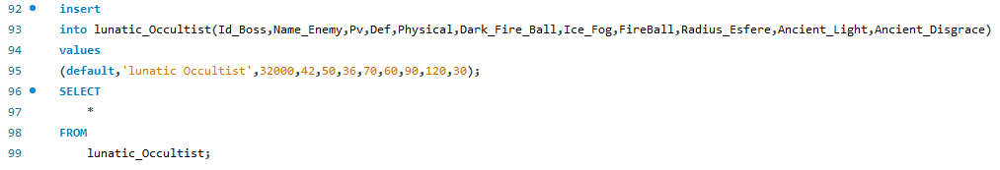 92 insert
93 into lunatic_Occultist(Id_Boss,Name_Enemy,Pv,Def,Physical,Dark_Fire_Ball,Ice_Fog,FireBall,Radius_Esfere,Ancient_Light,Ancient_Disgrace)
94 values
95 (default,'lunatic Occultist',32000,42,50,36,70,60,90,120,30);
96 SELECT
97 *
98 FROM
99 lunatic_Occultist;